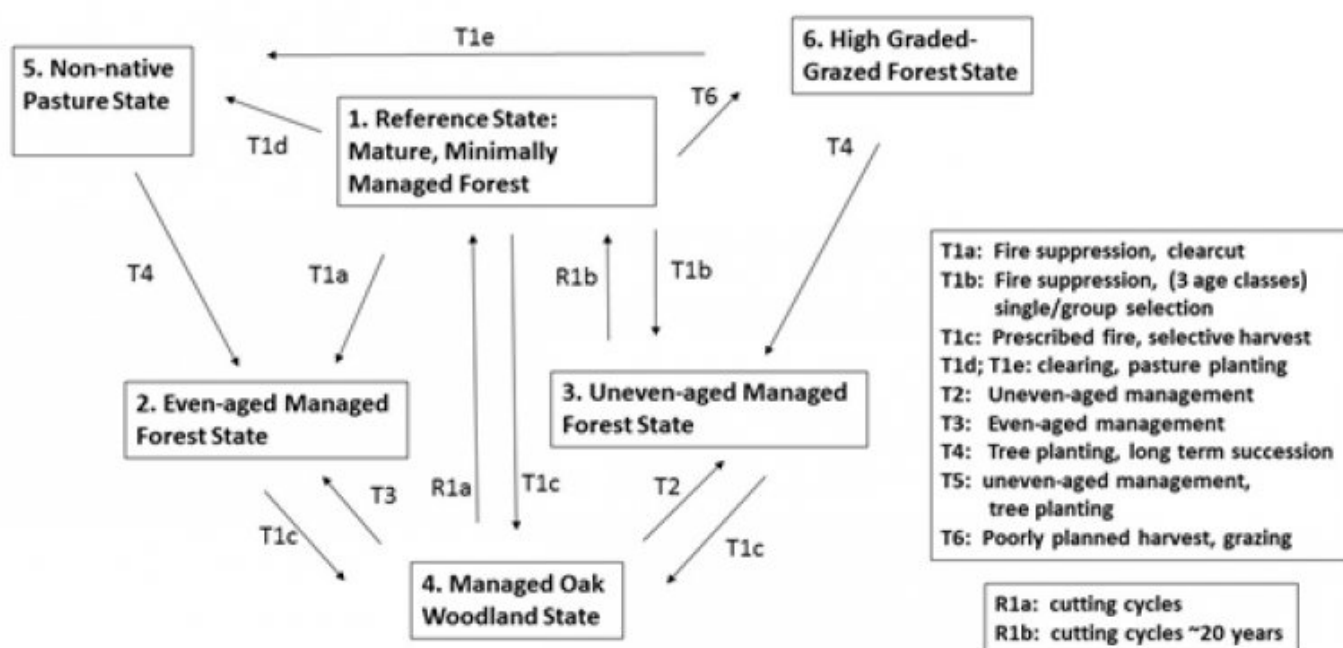 T1e
6. High Graded-
Grazed Forest State
5. Non-native
Pasture State
T6
1. Reference State:
Mature, Minimally
Managed Forest
T1d
T4
T4
T1a
R1b
T1b
T1a: Fire suppression, clearcut
T1b: Fire suppression, (3 age classes)
single/group selection
T1c: Prescribed fire, selective harvest
T1d; T1e: clearing, pasture planting
T2: Uneven-aged management
T3: Even-aged management
T4: Tree planting, long term succession
T5: uneven-aged management,
tree planting
T6: Poorly planned harvest, grazing
2. Even-aged Managed
Forest State
3. Uneven-aged Managed
Forest State
T3
R1a
T1c
T2
T1c
T1c
4. Managed Oak
Woodland State
R1a: cutting cycles
R1b: cutting cycles ~20 years